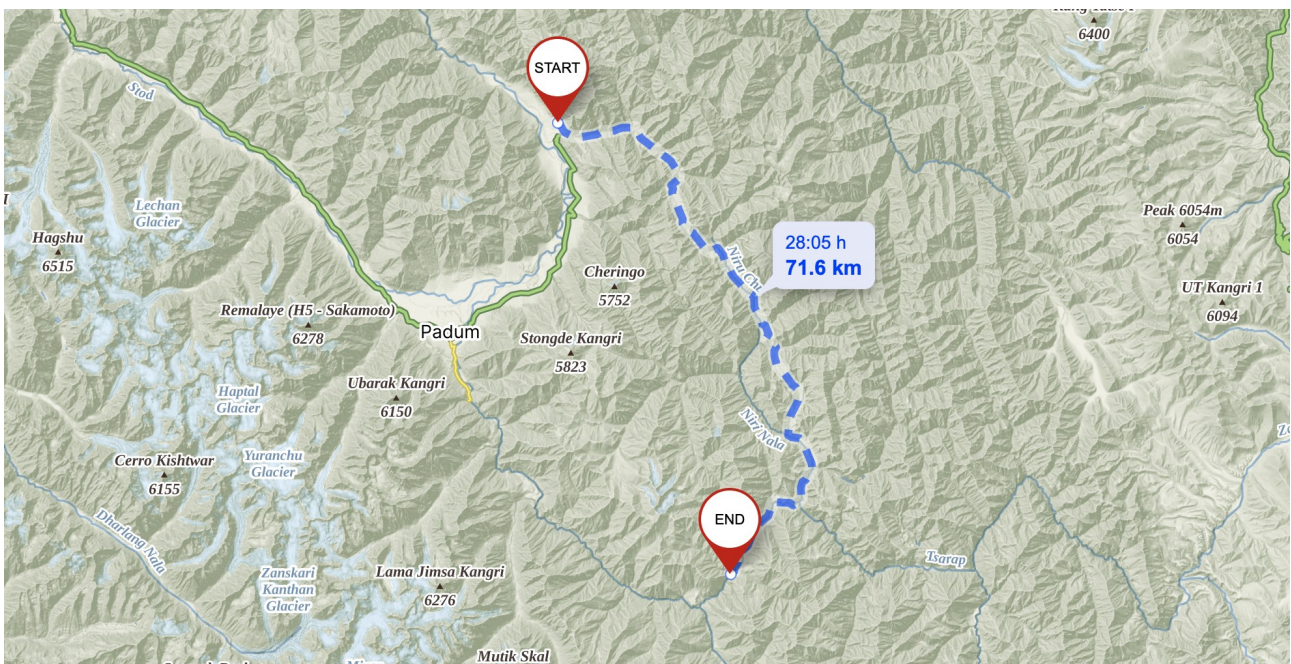 6400
START
Stod
Lechan
Glacier
Peak 6054m
6054
Hagshu
6515
28:05 h
71.6 km
Niru Chu
Cheringo
5752
UT Kangri 1
6094
Remalaye (H5 - Sakamoto)
6278
Padum
Stongde Kangri
5823
Ubarak Kangri
6150
Haptal
Glacier
Niri Nala
Cerro Kishtwar
6155
Yuranchu
Glacier
END
Dharlang Nala
Tsarap
Zanskari
Kanthan
Glacier
Lama Jimsa Kangri
6276
Mutik Skal